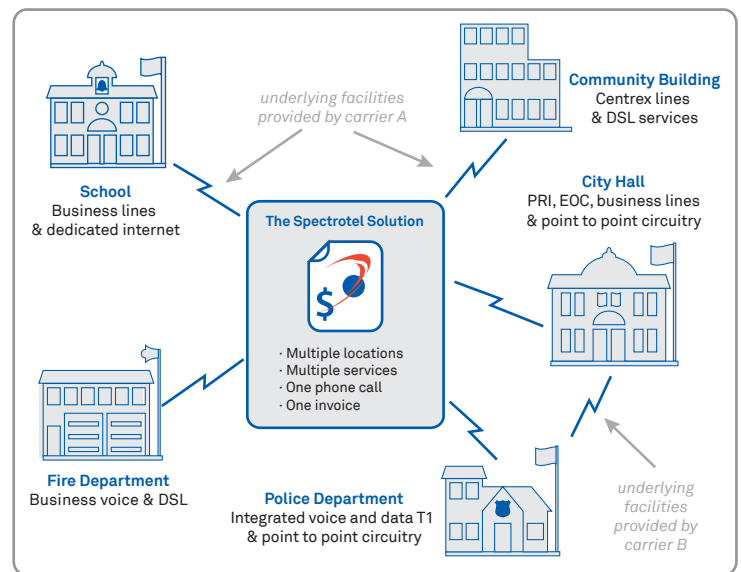 underlying facilities
provided by carrier A
Community Building
Centrex lines
& DSL services
School
Business lines
& dedicated internet
City Hall
PRI, EOC, business lines
& point to point circuitry
The Spectrotel Solution
$
· Multiple locations
· Multiple services
· One phone call
· One invoice
Fire Department
Business voice & DSL
Police Department
Integrated voice and data T1
& point to point circuitry
underlying
facilities
provided by
carrier B